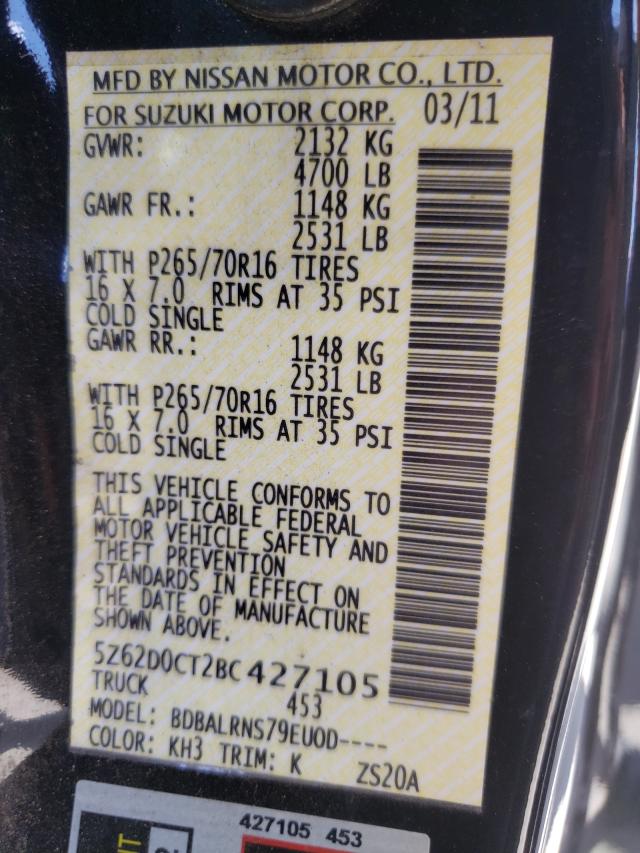 MFD BY NISSAN MOTOR CO., LTD.
FOR SUZUKI MOTOR CORP. 03/11
GVWR: 2132 KG
4700 LB
GAWR FR.: 1148 KG
2531 LB
WITH P265/70R16 TIRES
16 X 7.0 RIMS AT 35 PSI
COLD SINGLE
GAWR RR.: 1148 KG
2531 LB
WITH P265/70R16 TIRES
16 X 7.0 RIMS AT 35 PSI
COLD SINGLE
THIS VEHICLE CONFORMS TO
ALL APPLICABLE FEDERAL
MOTOR VEHICLE SAFETY AND
THEFT PREVENTION
STANDARDS IN EFFECT ON
THE DATE OF MANUFACTURE
SHOWN ABOVE.
5Z62D0CT2BC427105
TRUCK 453
MODEL: BDBALRNS79EUOD----
COLOR: KH3 TRIM: K ZS20A
427105 453